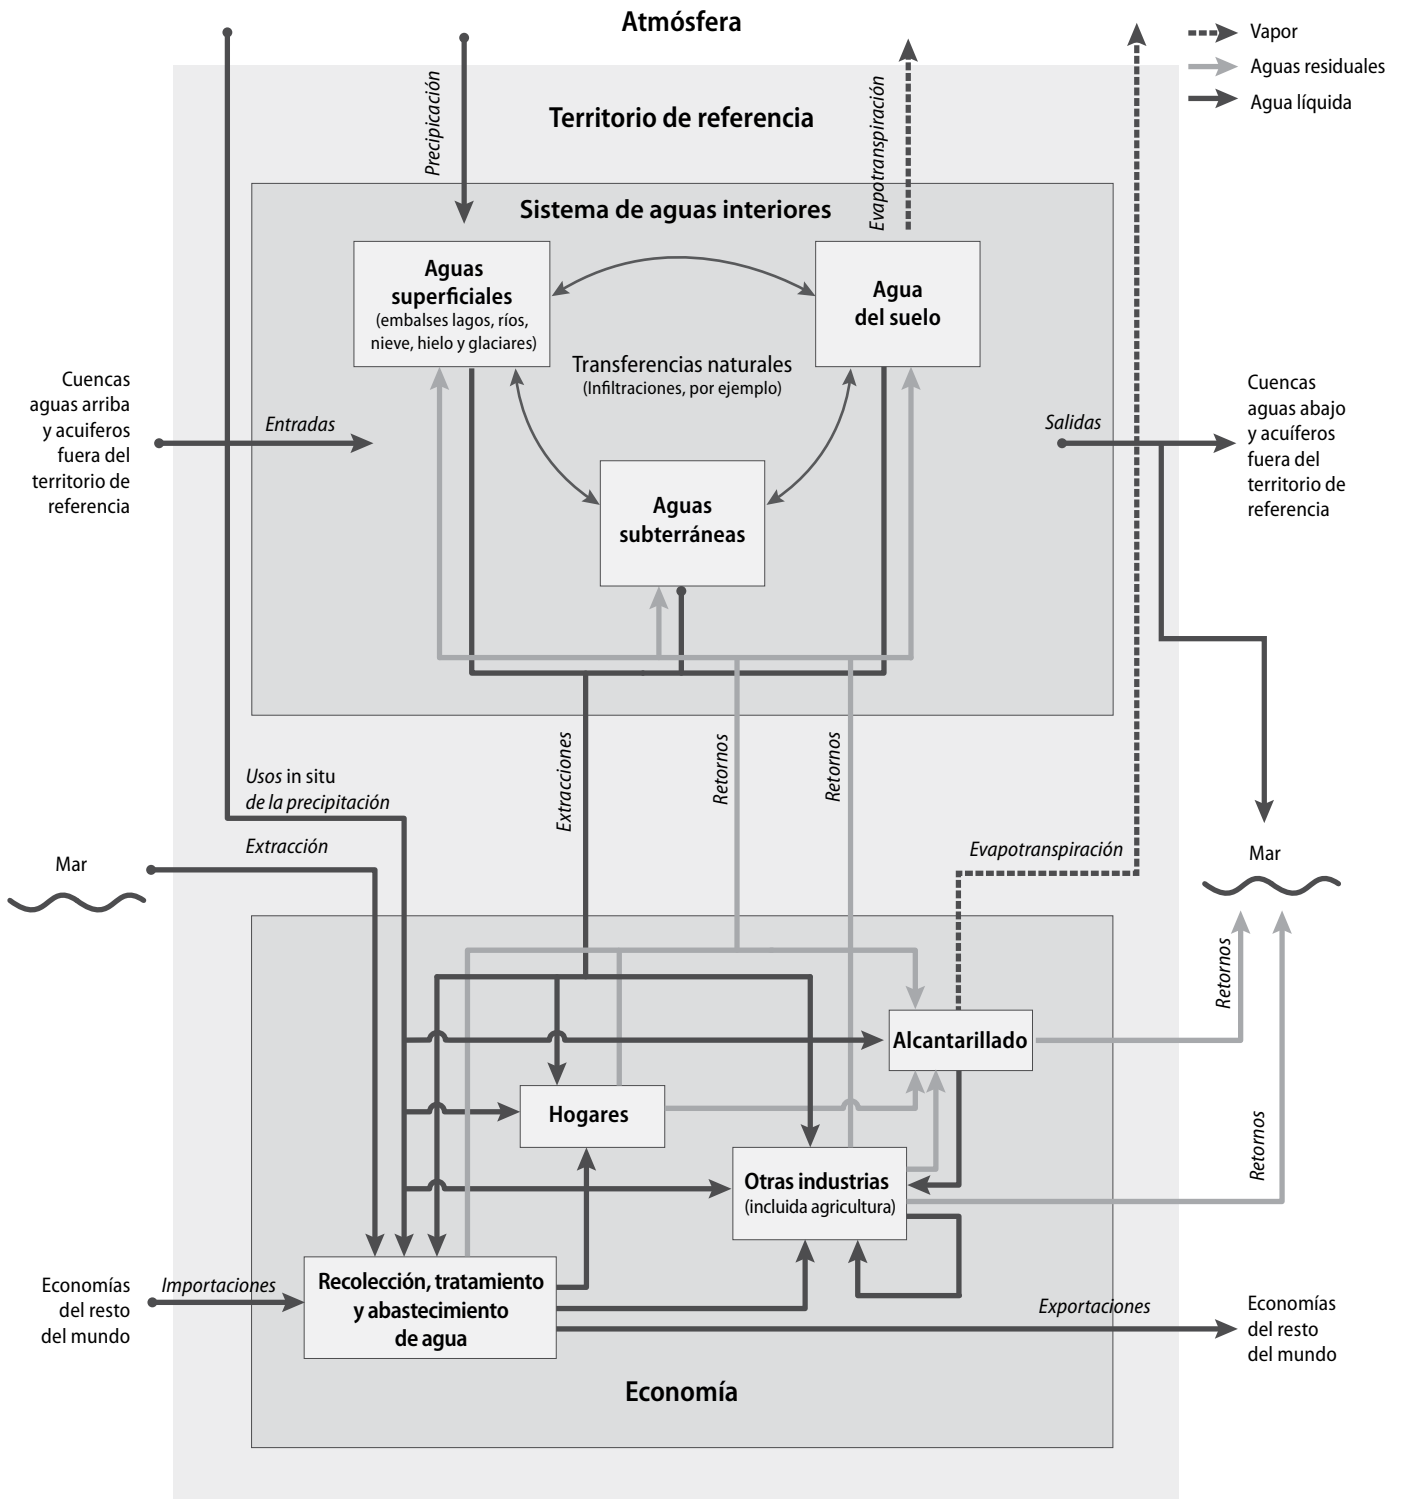 Atmósfera
Vapor
Aguas residuales
Agua líquida
Precipicación
Evapotranspiración
Territorio de referencia
Sistema de aguas interiores
Aguas
superficiales
(embalses lagos, ríos,
nieve, hielo y glaciares)
Agua
del suelo
Transferencias naturales
(Infiltraciones, por ejemplo)
Cuencas
aguas arriba
y acuiferos
fuera del
territorio de
referencia
Entradas
Salidas
Cuencas
aguas abajo
y acuíferos
fuera del
territorio de
referencia
Aguas
subterráneas
Extracciones
Retornos
Retornos
Usos in situ
de la precipitación
Extracción
Mar
Evapotranspiración
Mar
Retornos
Alcantarillado
Hogares
Retornos
Otras industrias
(incluida agricultura)
Economías
del resto
del mundo
Importaciones
Recolección, tratamiento
y abastecimiento
de agua
Exportaciones
Economías
del resto
del mundo
Economía